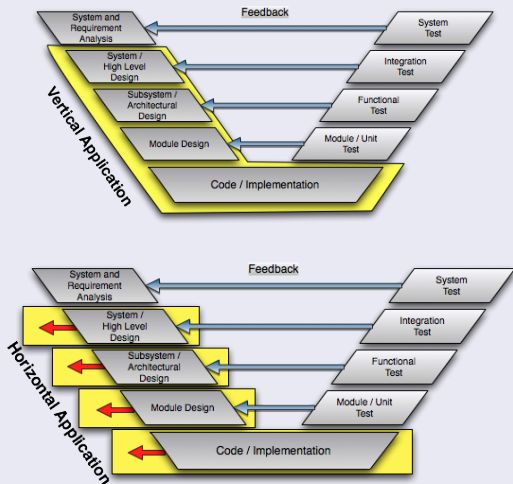 Feedback
System and
Requirement
Analysis
System
Test
System /
High Level
Design
Integration
Test
Subsystem /
Architectural
Design
Functional
Test
Module Design
Module / Unit
Test
Code / Implementation
Vertical Application
Feedback
System and
Requirement
Analysis
System
Test
System /
High Level
Design
Integration
Test
Subsystem /
Architectural
Design
Functional
Test
Module Design
Module / Unit
Test
Code / Implementation
Horizontal Application